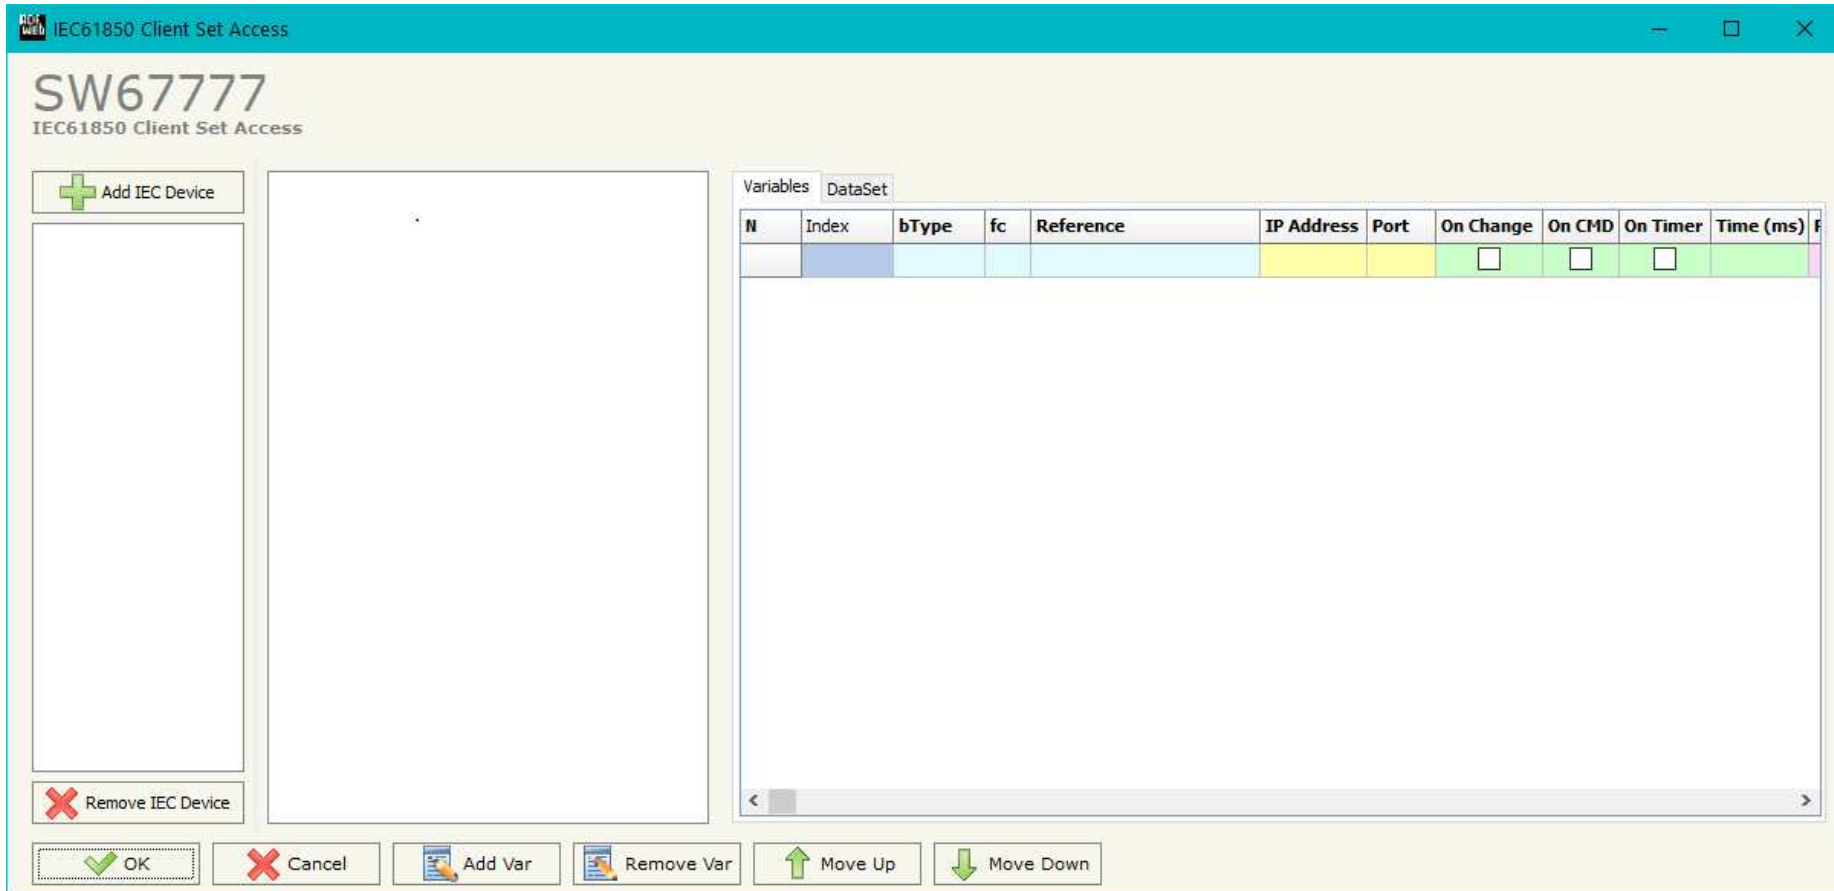 ADF
WEB
IEC61850 Client Set Access
SW67777
IEC61850 Client Set Access
Add IEC Device
Remove IEC Device
Variables DataSet
N Index bType fc Reference IP Address Port On Change On CMD On Timer Time (ms)
OK Cancel Add Var Remove Var Move Up Move Down